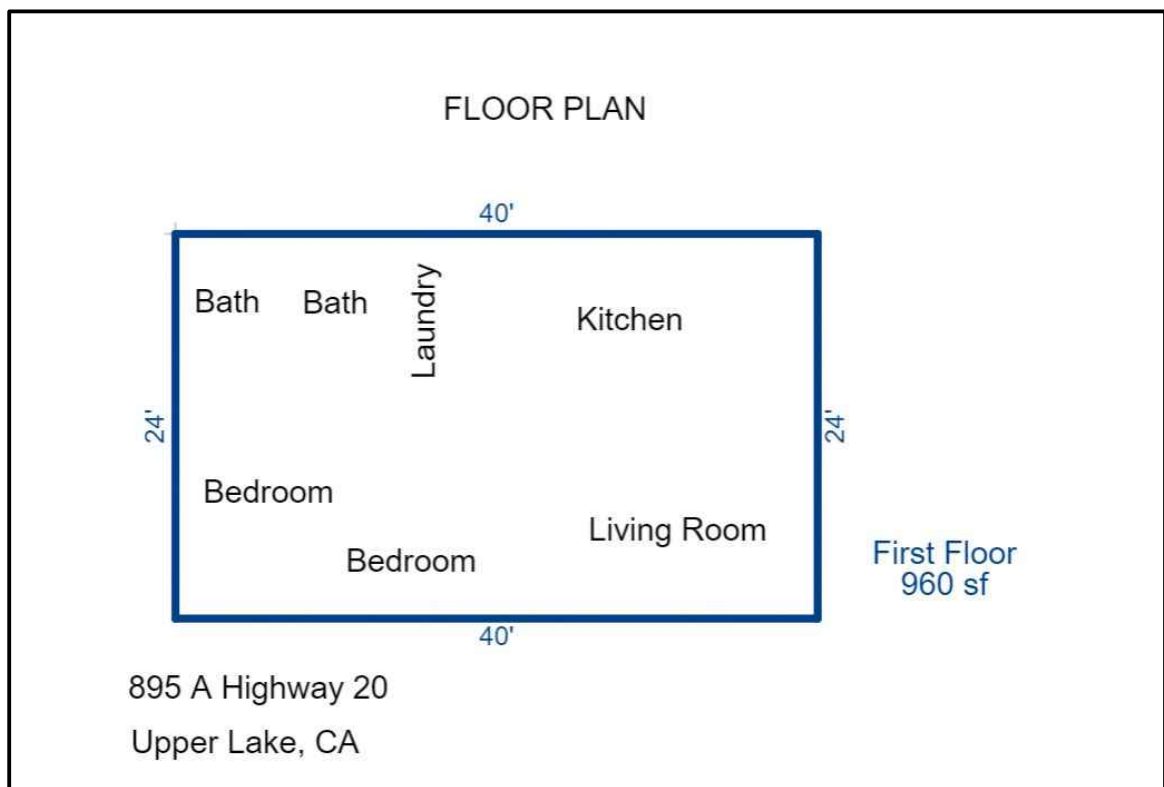 FLOOR PLAN
40'
Bath
Bath
Laundry
Kitchen
24'
24'
Bedroom
Living Room
Bedroom
First Floor
960 sf
40'
895 A Highway 20
Upper Lake, CA